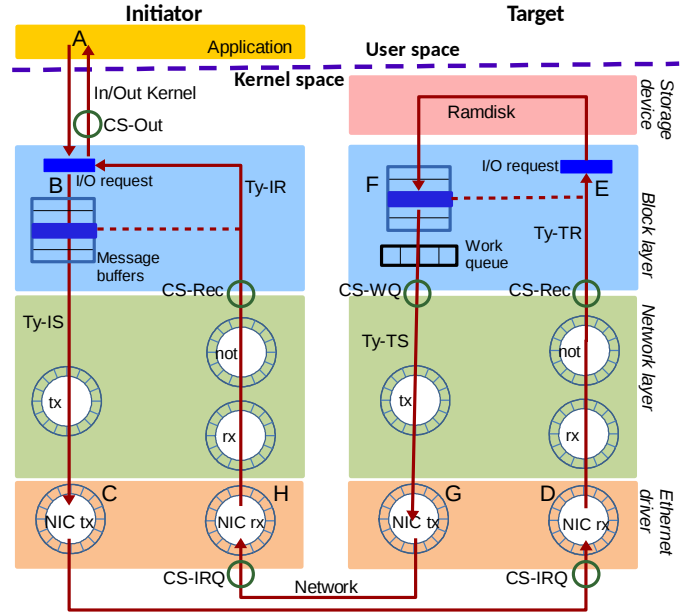 Initiator
Target
A
Application
User space
Kernel space
In/Out Kernel
CS-Out
Ramdisk
Storage
device
B
I/O request
Ty-IR
F
I/O request
E
Message
buffers
Work
queue
Ty-TR
Block layer
CS-Rec
CS-WQ
CS-Rec
Ty-IS
Ty-TS
not
not
tx
tx
rx
rx
Network layer
C
H
G
D
NIC tx
NIC rx
NIC tx
NIC rx
Ethernet
driver
CS-IRQ
Network
CS-IRQ